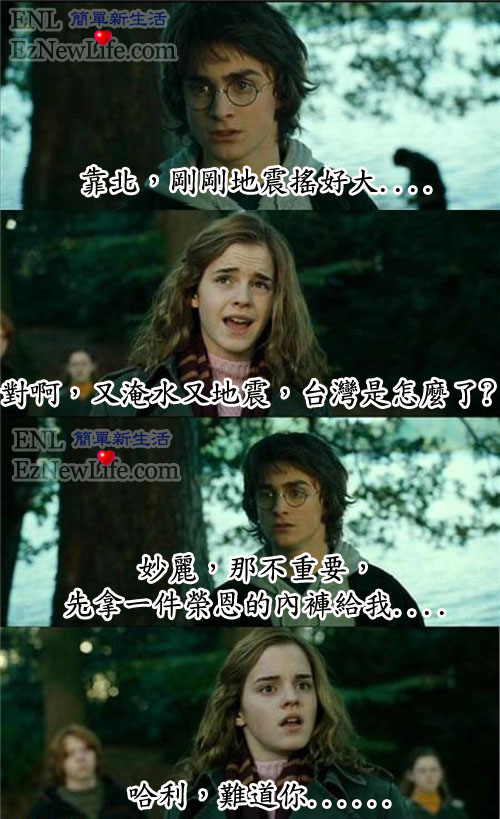 ENL 簡單新生活
EzNewLife.com
靠北，剛剛地震搖好大....
對啊，又淹水又地震，台灣是怎麼了?
ENL 簡單新生活
EzNewLife.com
妙麗，那不重要，
先拿一件榮恩的內褲給我....
哈利，難道你......